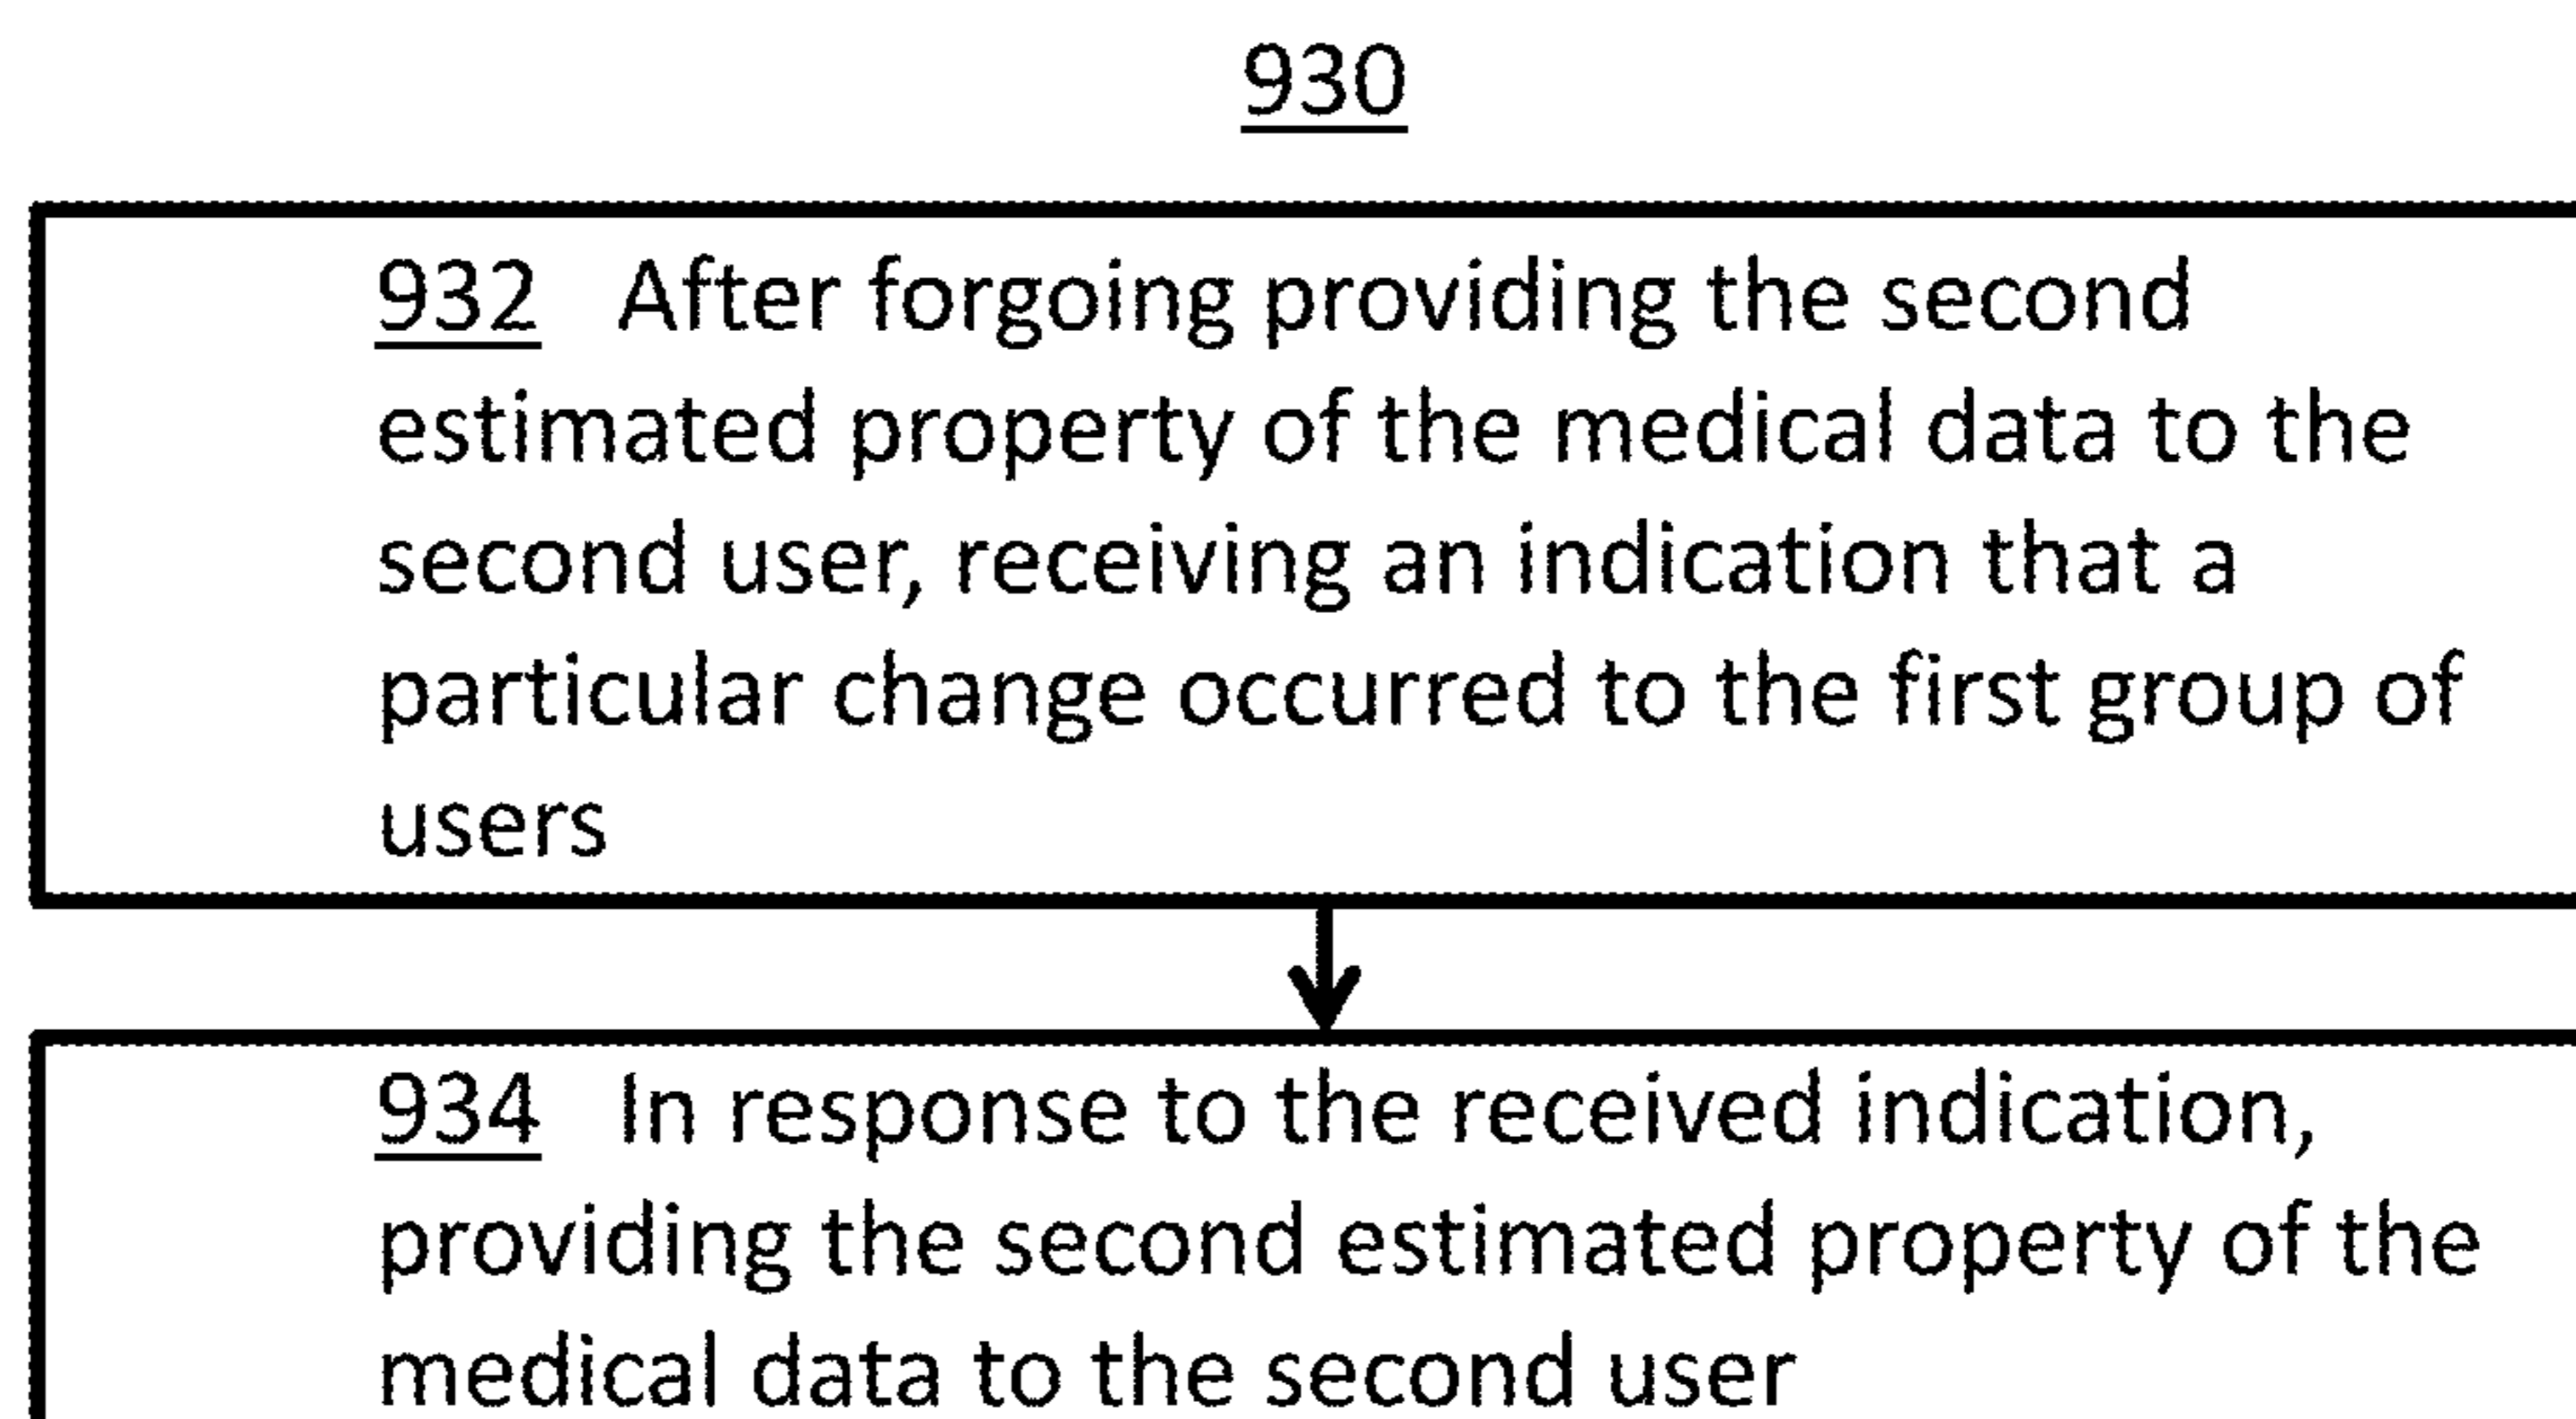 930
932 After forgoing providing the second
estimated property of the medical data to the
second user, receiving an indication that a
particular change occurred to the first group of
users
934 In response to the received indication,
providing the second estimated property of the
medical data to the second user